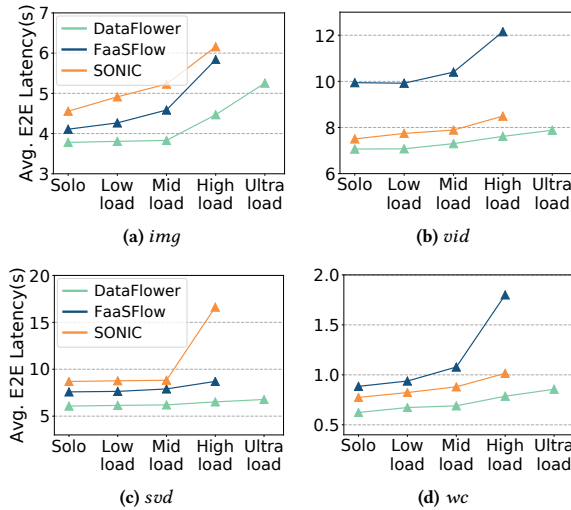 Avg. E2E Latency(s)
7
6
5
4
3
DataFlower
FaaSFlow
SONIC
Solo Low load Mid load High load Ultra load
(a) img
12
10
8
6
Solo Low load Mid load High load Ultra load
(b) vid
Avg. E2E Latency(s)
20
15
10
5
DataFlower
FaaSFlow
SONIC
Solo Low load Mid load High load Ultra load
(c) svd
2.0
1.5
1.0
0.5
Solo Low load Mid load High load Ultra load
(d) wc